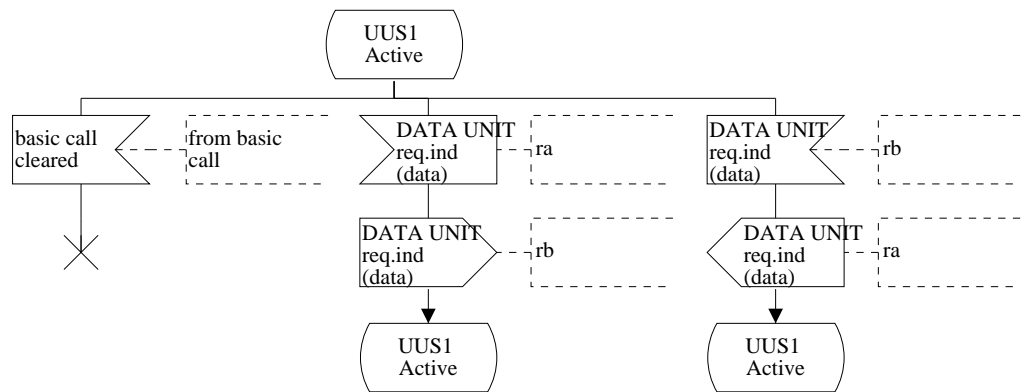 UUS1
Active
basic call
cleared
from basic
call
DATA UNIT
req.ind
(data)
ra
DATA UNIT
req.ind
(data)
rb
DATA UNIT
req.ind
(data)
rb
DATA UNIT
req.ind
(data)
ra
UUS1
Active
UUS1
Active